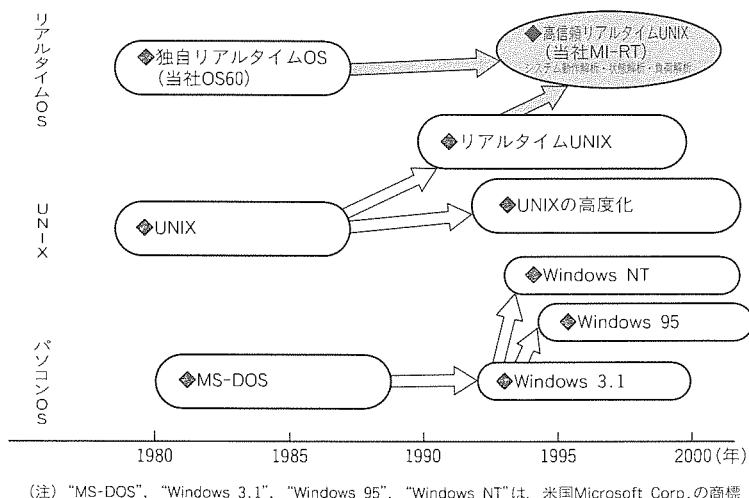 リアルタイムOS
◆独自リアルタイムOS
(当社OS60)
◆高信頼リアルタイムUNIX
(当社MI-RT)
システム動作解析・状態解析・負荷解析
◆リアルタイムUNIX
UNIX
◆UNIX
◆UNIXの高度化
パソコンOS
◆Windows NT
◆Windows 95
◆MS-DOS
◆Windows 3.1
1980 1985 1990 1995 2000(年)
(注) “MS-DOS”, “Windows 3.1”, “Windows 95”, “Windows NT”は, 米国Microsoft Corp.の商標